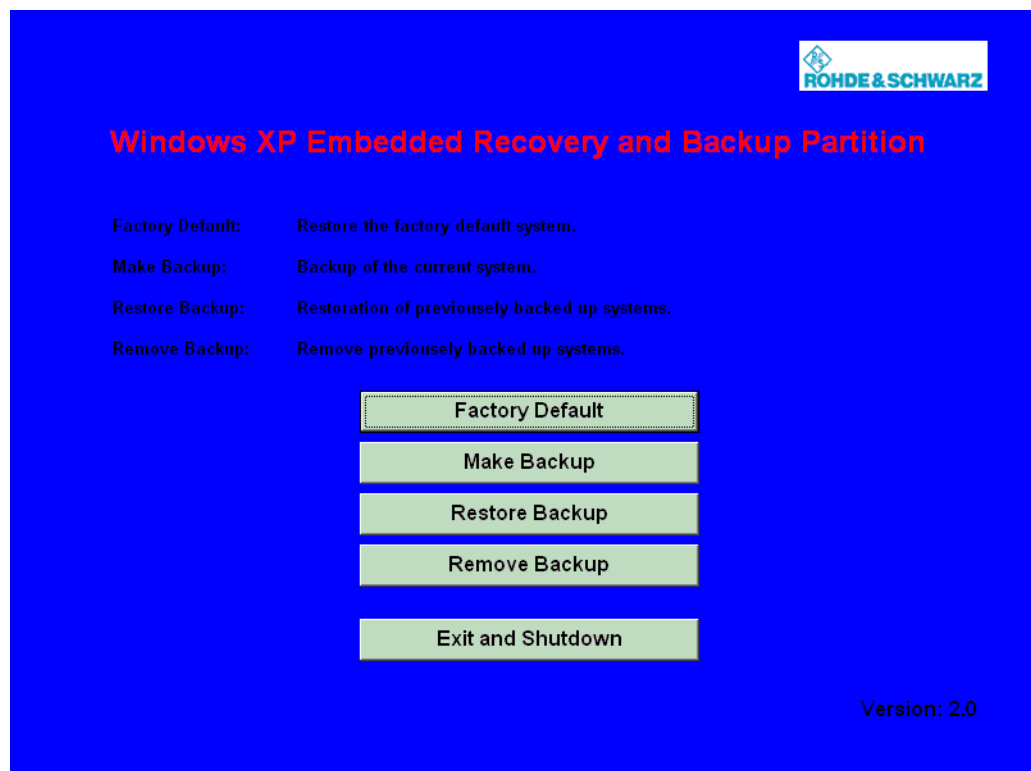 ROHDE&SCHWARZ
Windows XP Embedded Recovery and Backup Partition
Factory Default: Restore the factory default system.
Make Backup: Backup of the current system.
Restore Backup: Restoration of previousely backed up systems.
Remove Backup: Remove previousely backed up systems.
Factory Default
Make Backup
Restore Backup
Remove Backup
Exit and Shutdown
Version: 2.0